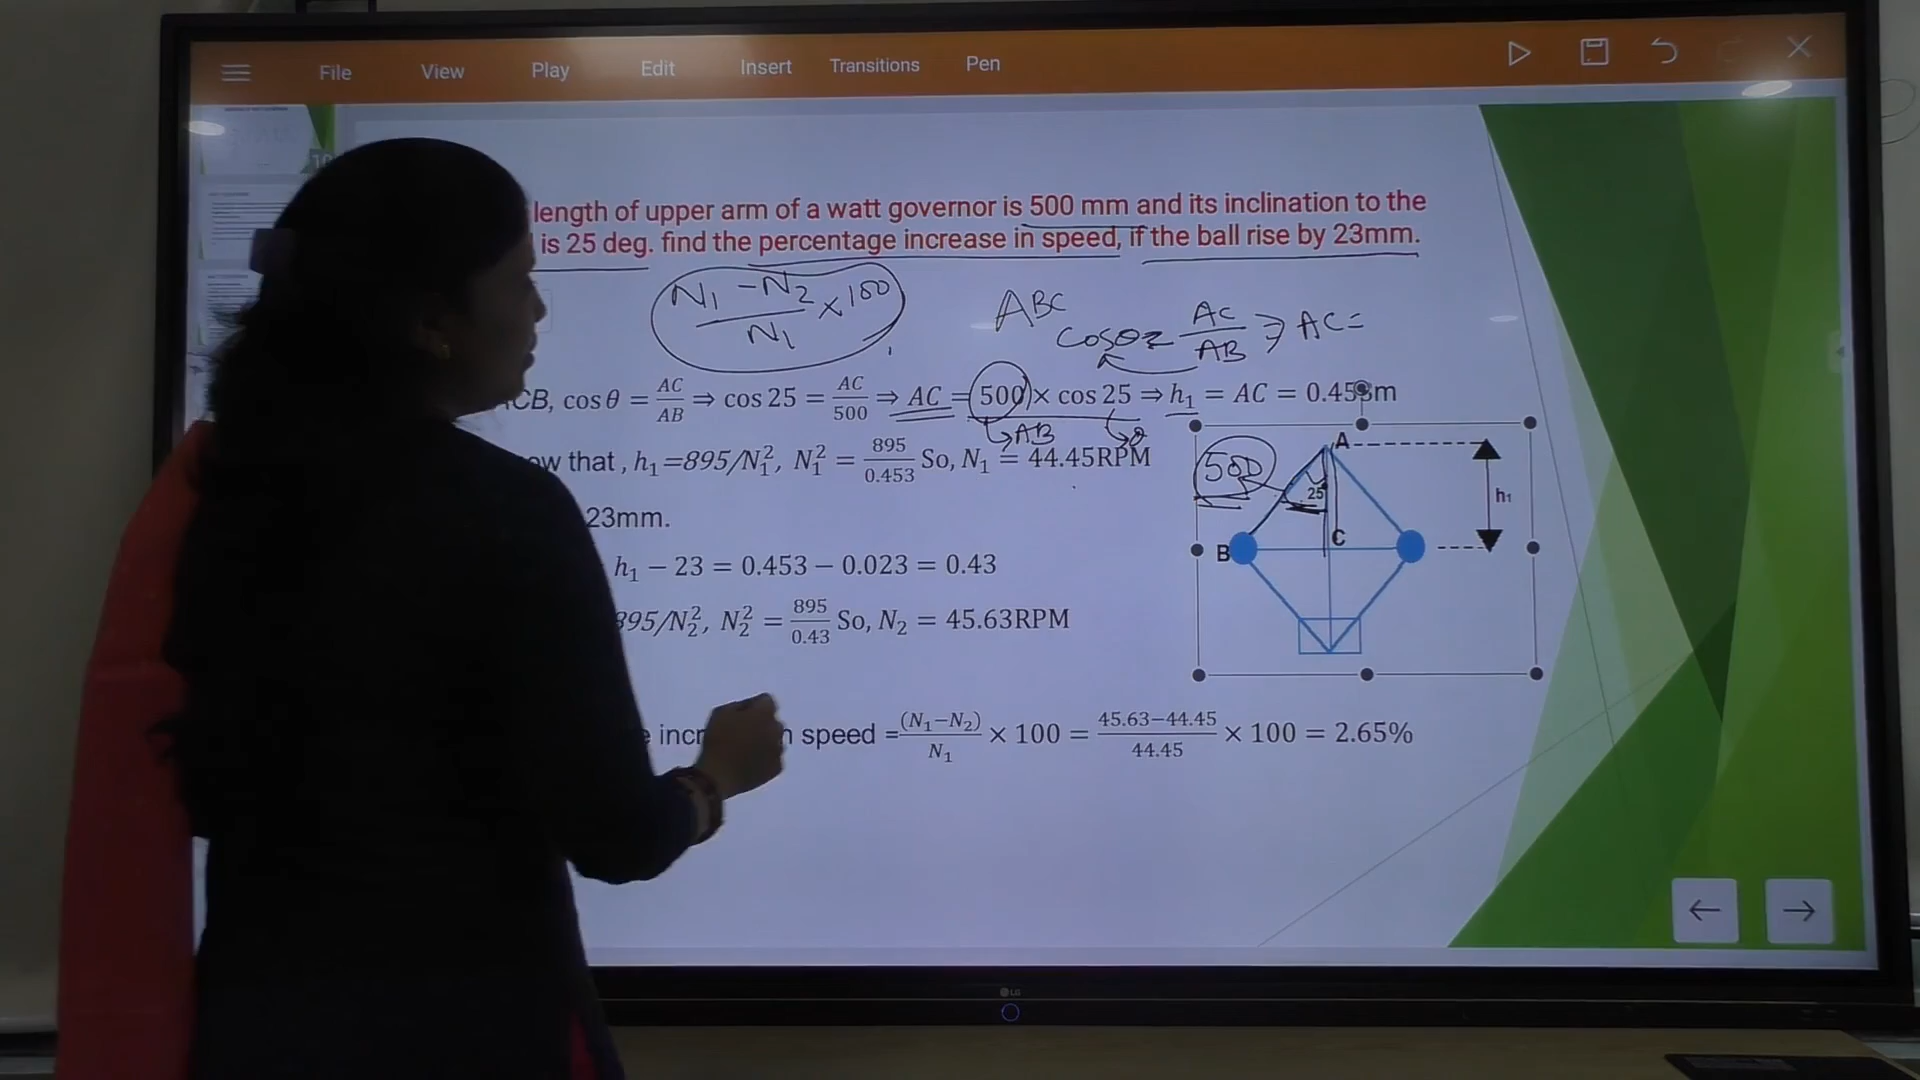 File View Play Edit Insert Transitions Pen
length of upper arm of a watt governor is 500 mm and its inclination to the
is 25 deg. find the percentage increase in speed, if the ball rise by 23mm.
N₁ - N₂ / N₁ × 100
ABC
cosθ = AC/AB ⇒ AC =
ACB, cos θ = AC/AB ⇒ cos 25 = AC/500 ⇒ AC = 500 × cos 25 ⇒ h₁ = AC = 0.453m
AB θ
ow that , h₁=895/N₁², N₁² = 895/0.453 So, N₁ = 44.45RPM
23mm.
h₁ − 23 = 0.453 − 0.023 = 0.43
895/N₂², N₂² = 895/0.43 So, N₂ = 45.63RPM
speed = (N₁−N₂)/N₁ × 100 = 45.63−44.45/44.45 × 100 = 2.65%
A
500
25
h₁
B
C
LG